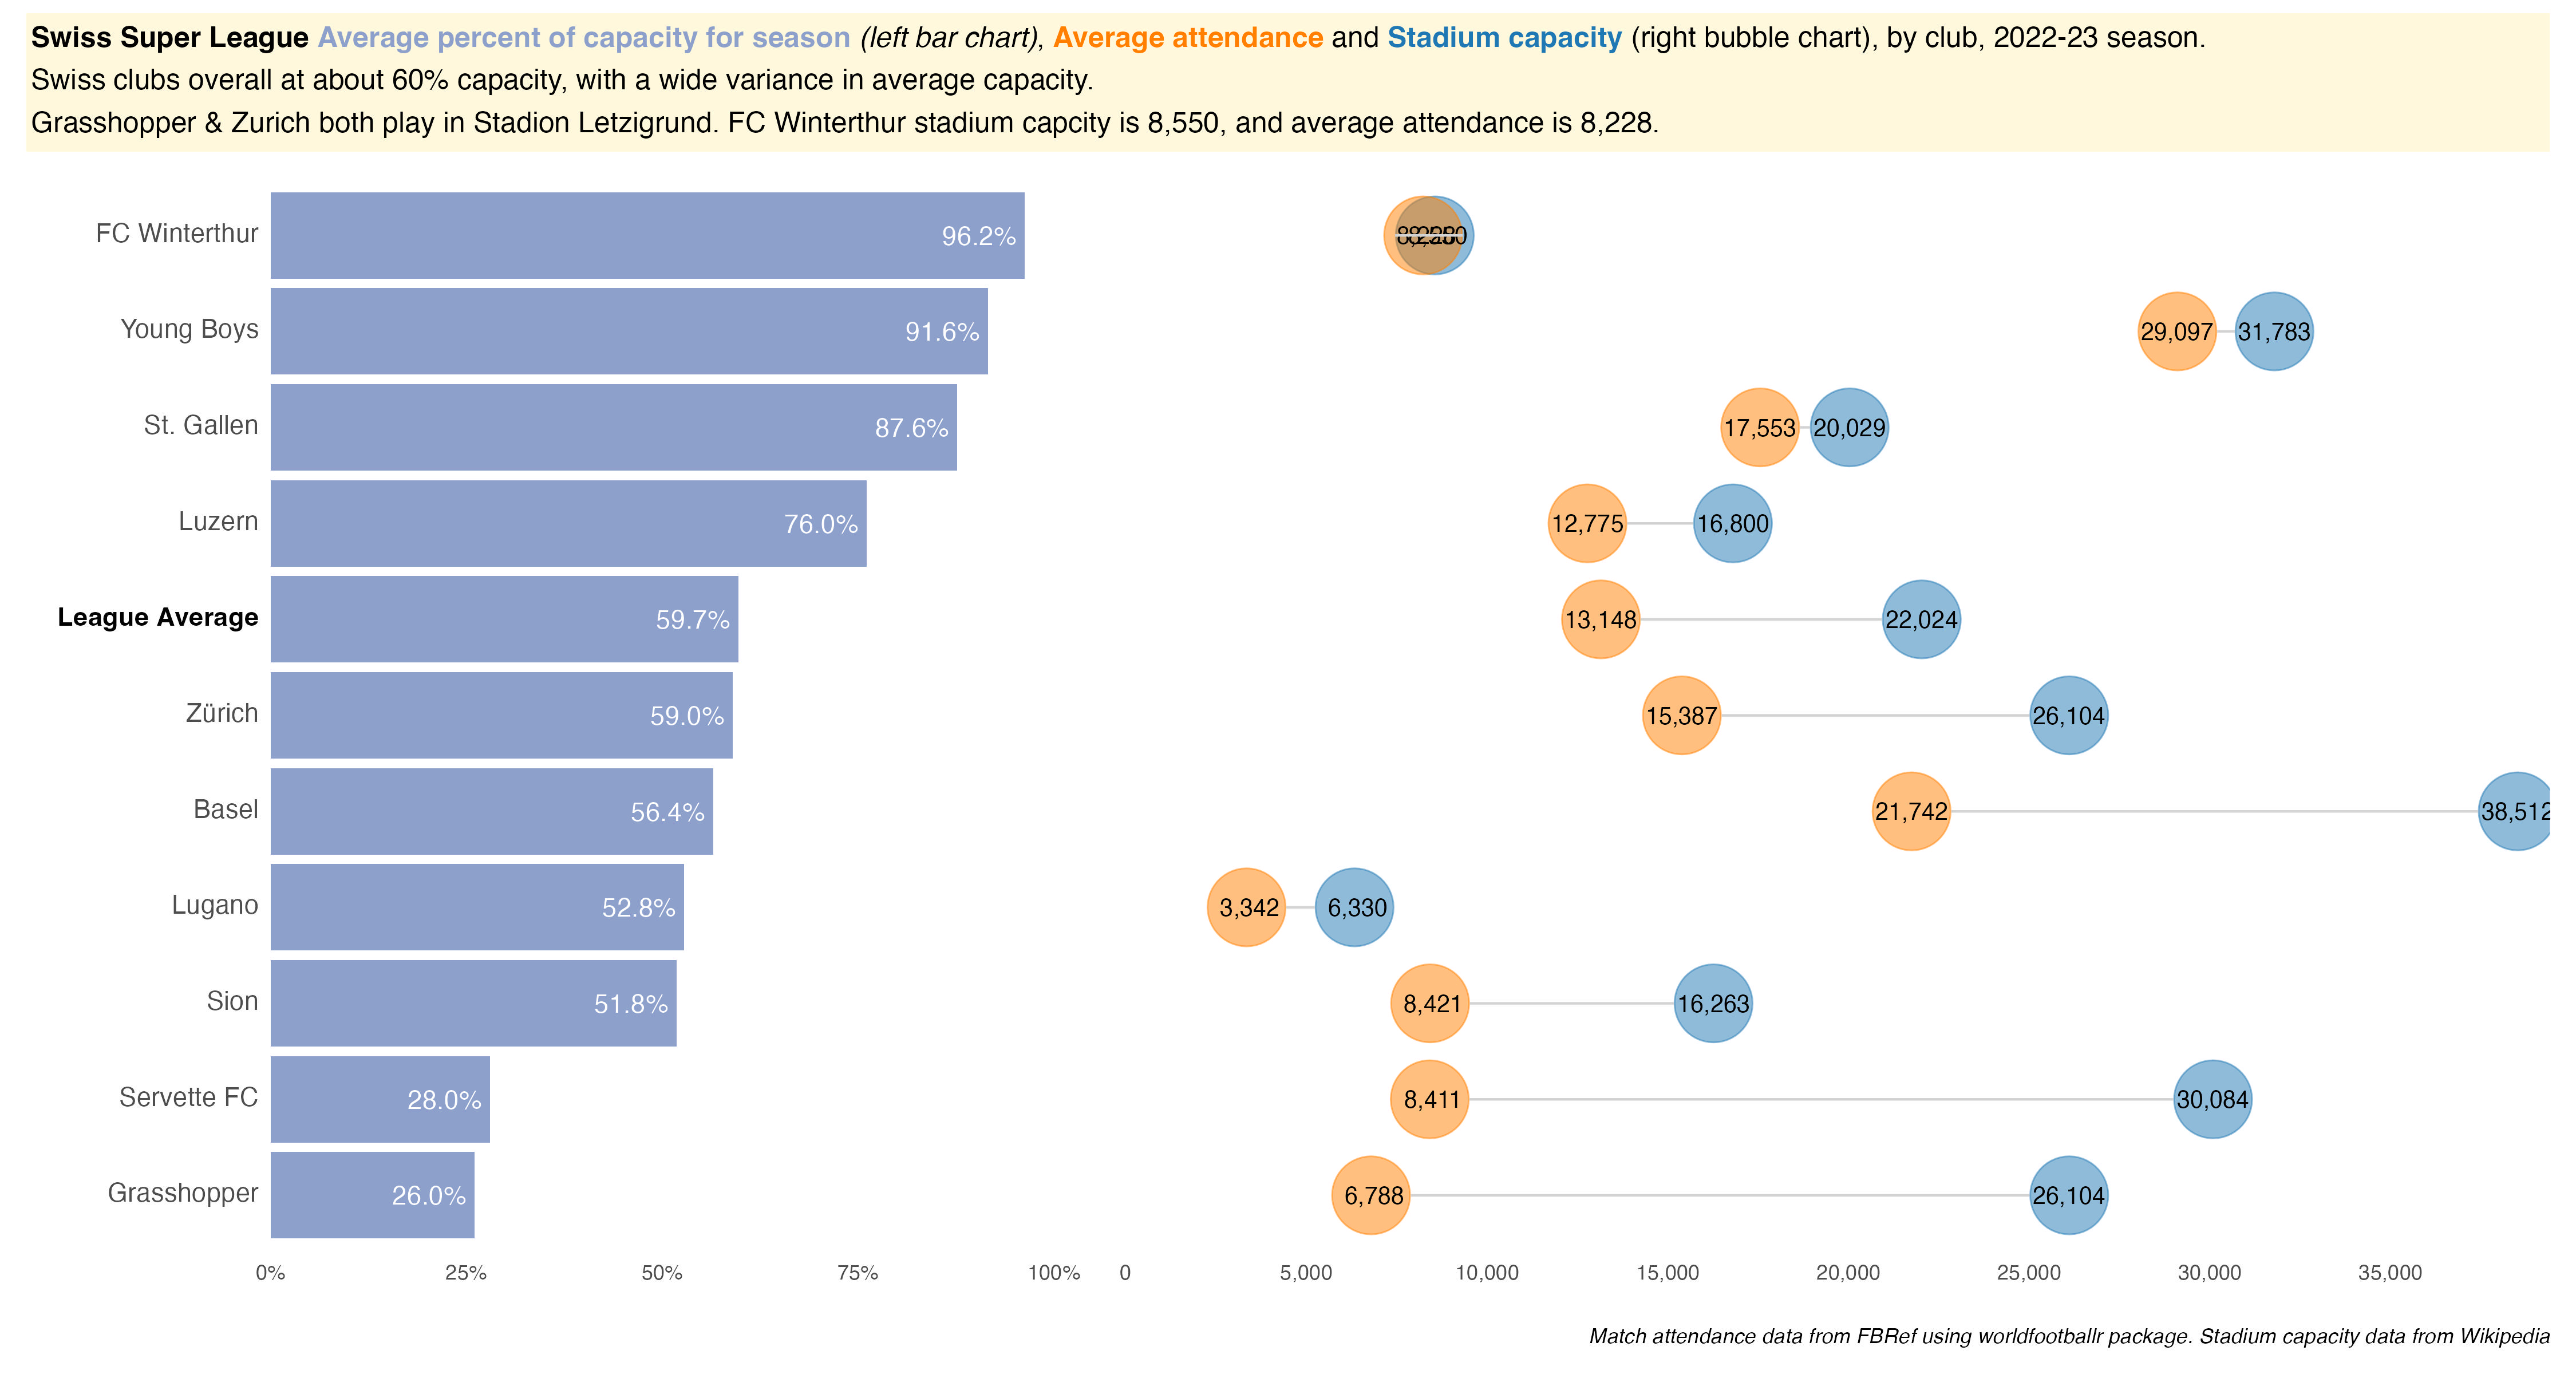 Swiss Super League Average percent of capacity for season (left bar chart), Average attendance and Stadium capacity (right bubble chart), by club, 2022-23 season.
Swiss clubs overall at about 60% capacity, with a wide variance in average capacity.
Grasshopper & Zurich both play in Stadion Letzigrund. FC Winterthur stadium capcity is 8,550, and average attendance is 8,228.
FC Winterthur 96.2%
Young Boys 91.6% 29,097 31,783
St. Gallen 87.6% 17,553 20,029
Luzern 76.0% 12,775 16,800
League Average 59.7% 13,148 22,024
Zürich 59.0% 15,387 26,104
Basel 56.4% 21,742 38,512
Lugano 52.8% 3,342 6,330
Sion 51.8% 8,421 16,263
Servette FC 28.0% 8,411 30,084
Grasshopper 26.0% 6,788 26,104
0% 25% 50% 75% 100% 0 5,000 10,000 15,000 20,000 25,000 30,000 35,000
Match attendance data from FBRef using worldfootballr package. Stadium capacity data from Wikipedia